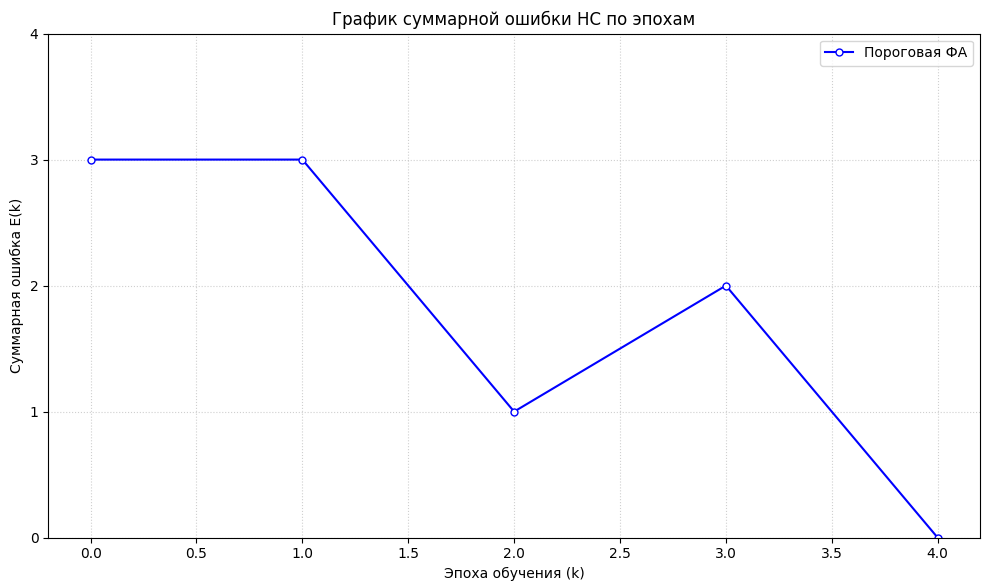 График суммарной ошибки НС по эпохам
Пороговая ФА
Суммарная ошибка E(k)
4
3
2
1
0
0.0 0.5 1.0 1.5 2.0 2.5 3.0 3.5 4.0
Эпоха обучения (k)